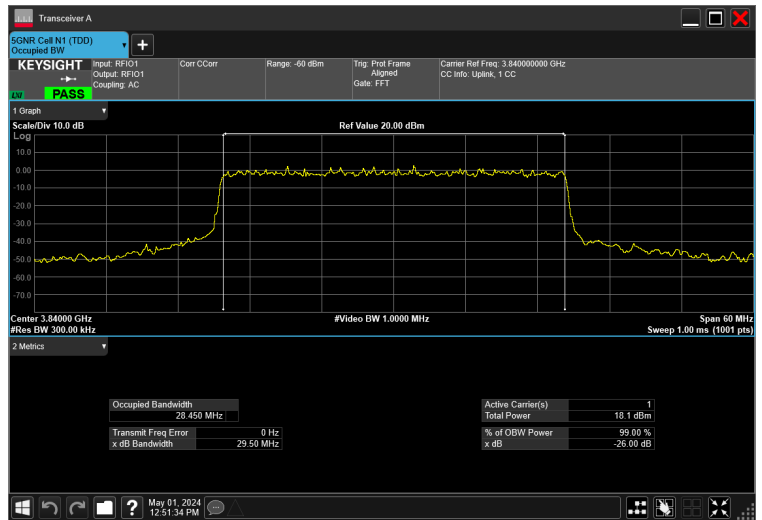 Transceiver A
5GNR Cell N1 (TDD)
Occupied BW
KEYSIGHT
LXI
PASS
Input: RFIO1
Output: RFIO1
Coupling: AC
Corr CCorr
Range: -60 dBm
Trig: Prot Frame
Aligned
Gate: FFT
Carrier Ref Freq: 3.840000000 GHz
CC Info: Uplink, 1 CC
1 Graph
Scale/Div 10.0 dB
Ref Value 20.00 dBm
Log
10.0
0.00
-10.0
-20.0
-30.0
-40.0
-50.0
-60.0
-70.0
Center 3.84000 GHz
#Video BW 1.0000 MHz
Span 60 MHz
#Res BW 300.00 kHz
Sweep 1.00 ms (1001 pts)
2 Metrics
Occupied Bandwidth
28.450 MHz
Transmit Freq Error 0 Hz
x dB Bandwidth 29.50 MHz
Active Carrier(s) 1
Total Power 18.1 dBm
% of OBW Power 99.00 %
x dB -26.00 dB
?
May 01, 2024
12:51:34 PM